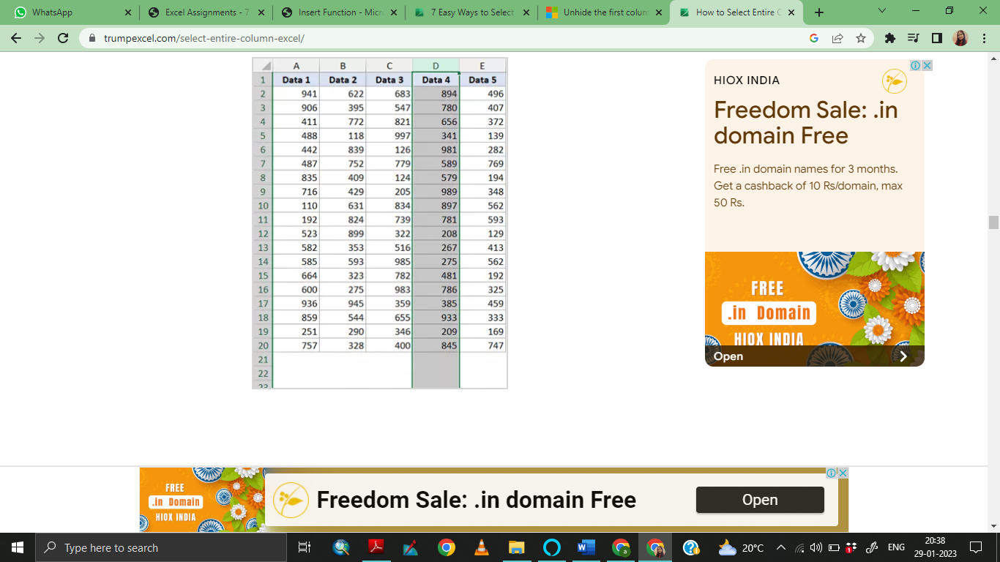 WhatsApp
Excel Assignments - 7
Insert Function - Micr
7 Easy Ways to Select
Unhide the first colum
How to Select Entire C
trumpexcel.com/select-entire-column-excel/
A B C D E
1 Data 1 Data 2 Data 3 Data 4 Data 5
2 941 622 683 894 496
3 906 395 547 780 407
4 411 772 821 656 372
5 488 118 997 341 139
6 442 839 126 981 282
7 487 752 779 589 769
8 835 409 124 579 194
9 716 429 205 989 348
10 110 631 834 897 562
11 192 824 739 781 593
12 523 899 322 208 129
13 582 353 516 267 413
14 585 593 985 275 562
15 664 323 782 481 192
16 600 275 983 786 325
17 936 945 359 385 459
18 859 544 655 933 333
19 251 290 346 209 169
20 757 328 400 845 747
21
22
23
HIOX INDIA
Freedom Sale: .in
domain Free
Free .in domain names for 3 months.
Get a cashback of 10 Rs/domain, max
50 Rs.
FREE
.in Domain
HIOX INDIA
Open
FREE
.in Domain
HIOX INDIA
Freedom Sale: .in domain Free
Open
Type here to search
20°C
ENG
20:38
29-01-2023